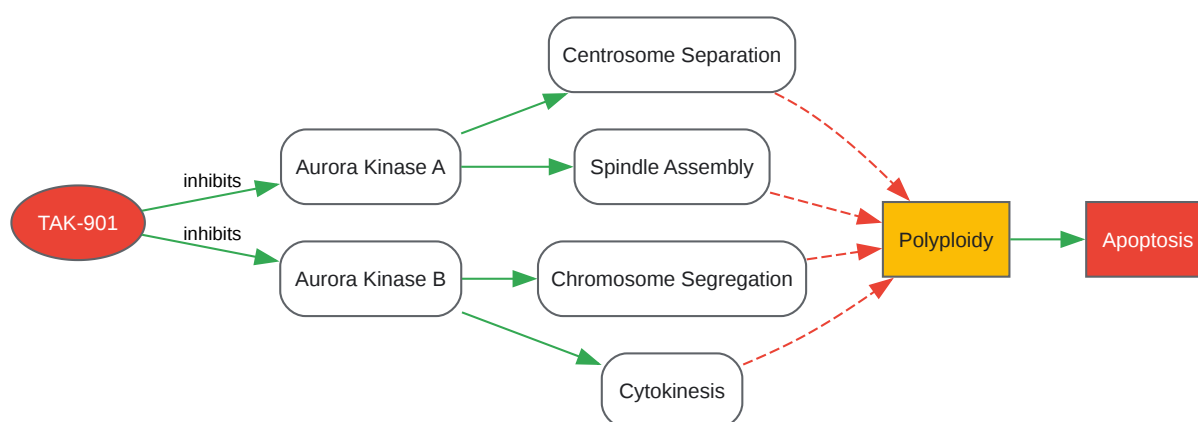 TAK-901
inhibits
inhibits
Aurora Kinase A
Aurora Kinase B
Centrosome Separation
Spindle Assembly
Chromosome Segregation
Cytokinesis
Polyploidy
Apoptosis